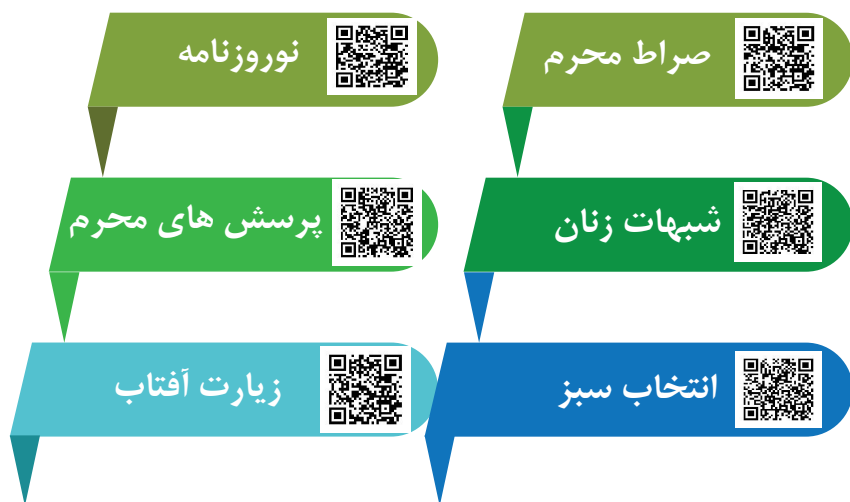 صراط محرم
نوروزنامه
شبهات زنان
پرسش های محرم
انتخاب سبز
زیارت آفتاب